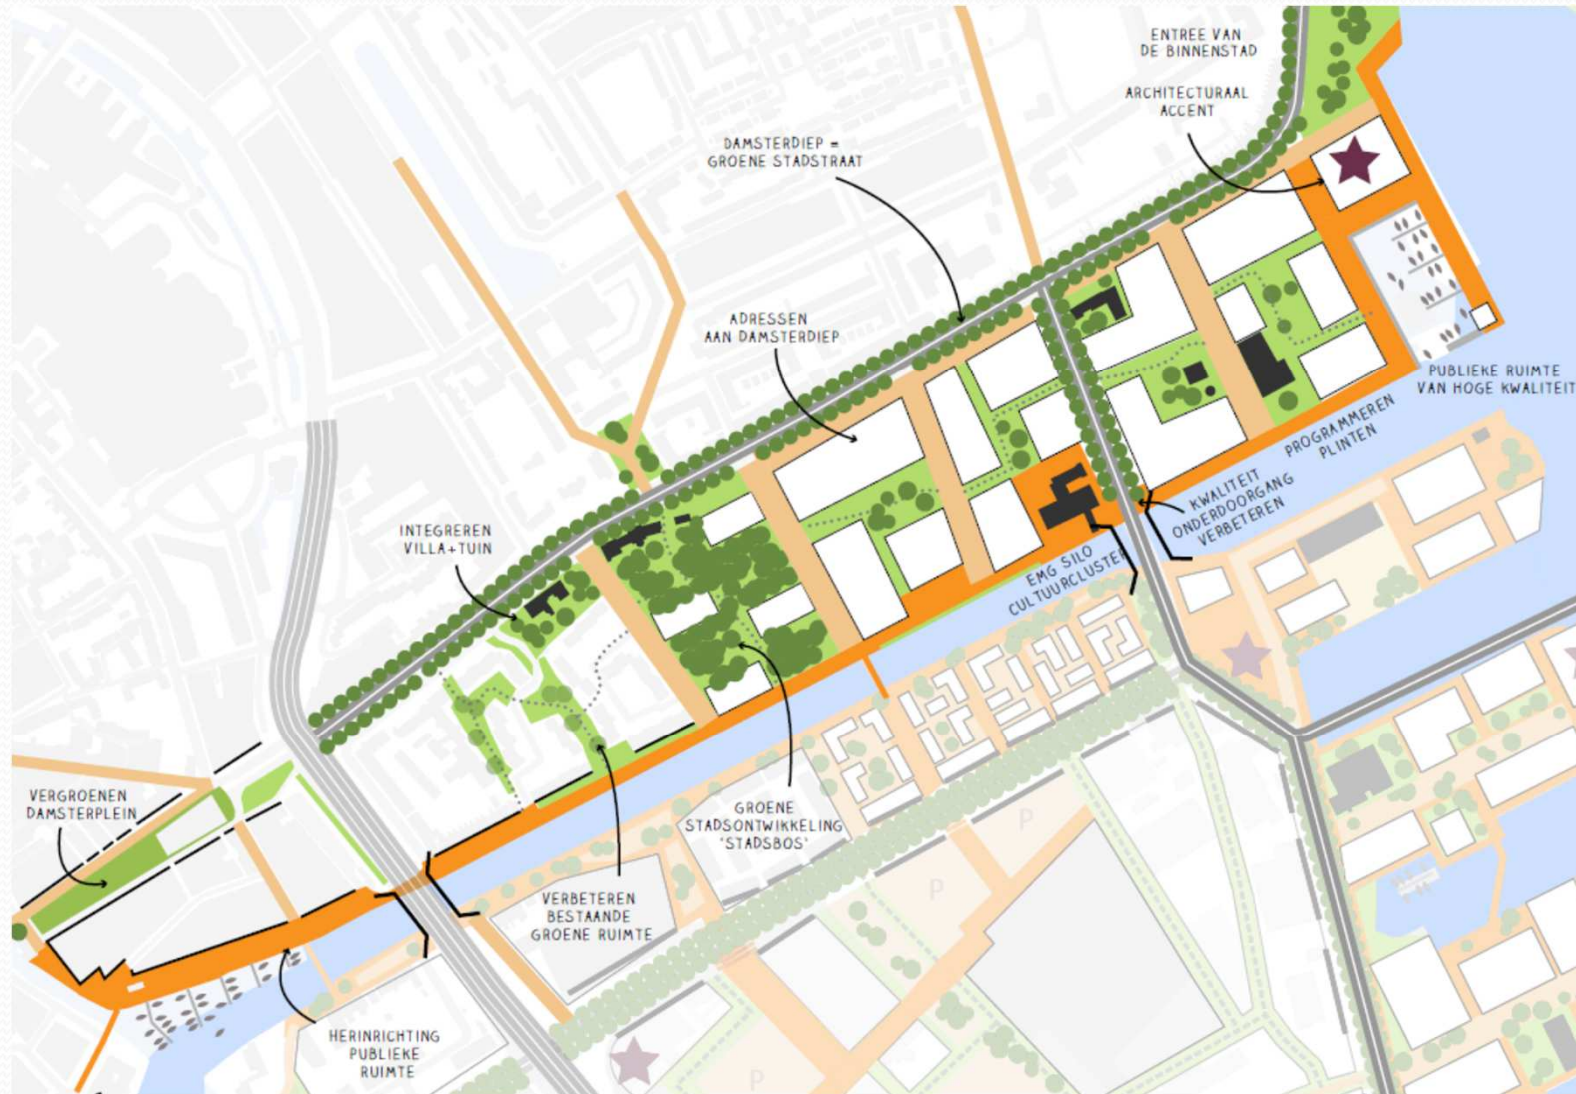 ENTREE VAN
DE BINNENSTAD
ARCHITECTURAAL
ACCENT
DAMSTERDIEP =
GROENE STADSTRAAT
ADRESSEN
AAN DAMSTERDIEP
PUBLIEKE RUIMTE
VAN HOGE KWALITEIT
PROGRAMMEREN
PLINTEN
KWALITEIT
ONDERDOORGANG
VERBETEREN
EMG SILO
CULTUURCLUSTER
INTEGREREN
VILLA+TUIN
VERGROENEN
DAMSTERPLEIN
GROENE
STADSONTWIKKELING
'STADSBOS'
P
P
P
VERBETEREN
BESTAANDE
GROENE RUIMTE
HERINRICHTING
PUBLIEKE
RUIMTE